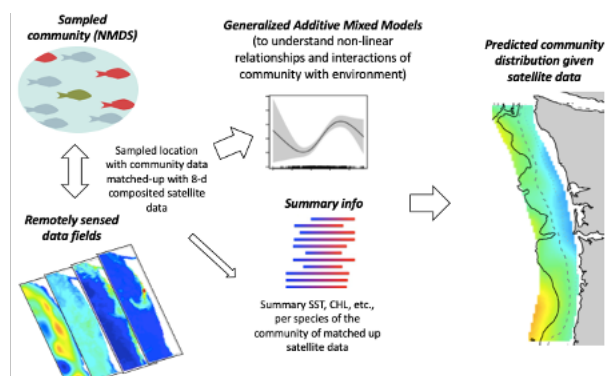 Sampled
community (NMDS)
Generalized Additive Mixed Models
(to understand non-linear
relationships and interactions of
community with environment)
Predicted community
distribution given
satellite data
Sampled location
with community data
matched-up with 8-d
composited satellite
data
Remotely sensed
data fields
Summary info
Summary SST, CHL, etc.,
per species of the
community of matched up
satellite data